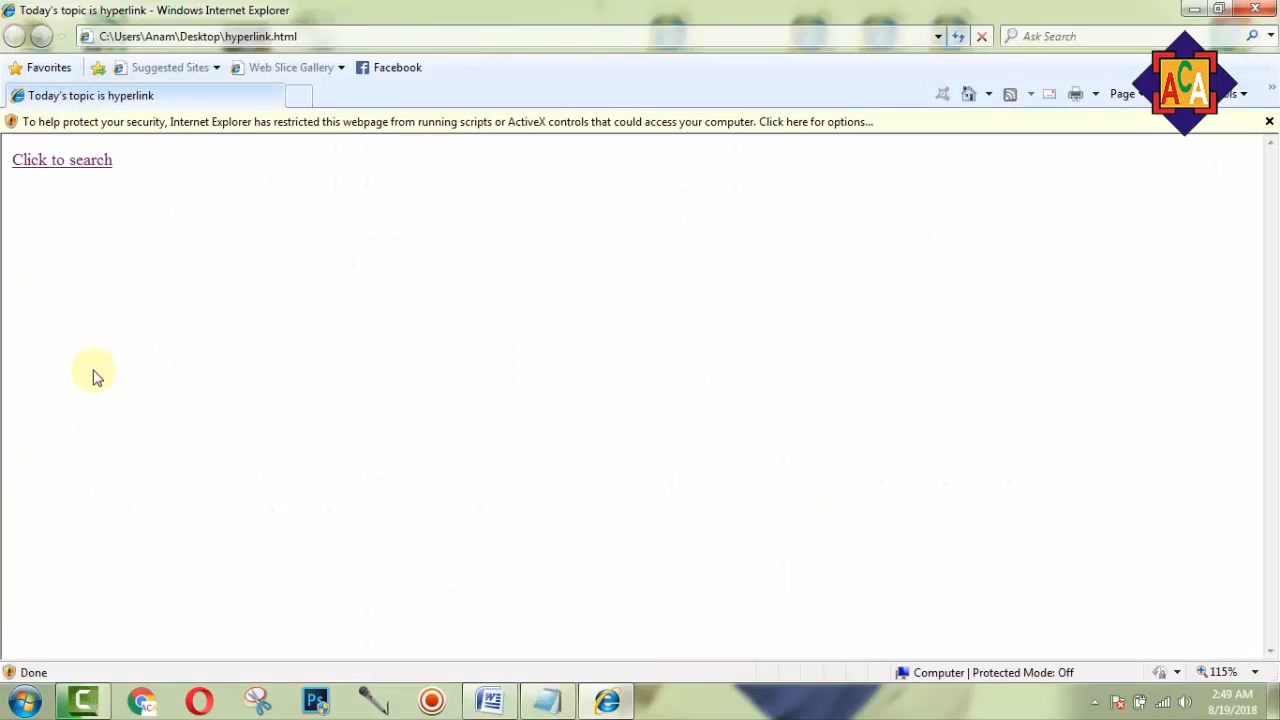 Today's topic is hyperlink - Windows Internet Explorer
C:\Users\Anam\Desktop\hyperlink.html
Ask Search
Favorites
Suggested Sites
Web Slice Gallery
Facebook
Today's topic is hyperlink
Page
ACA
To help protect your security, Internet Explorer has restricted this webpage from running scripts or ActiveX controls that could access your computer. Click here for options...
Click to search
Done
Computer | Protected Mode: Off
115%
2:49 AM
8/19/2018